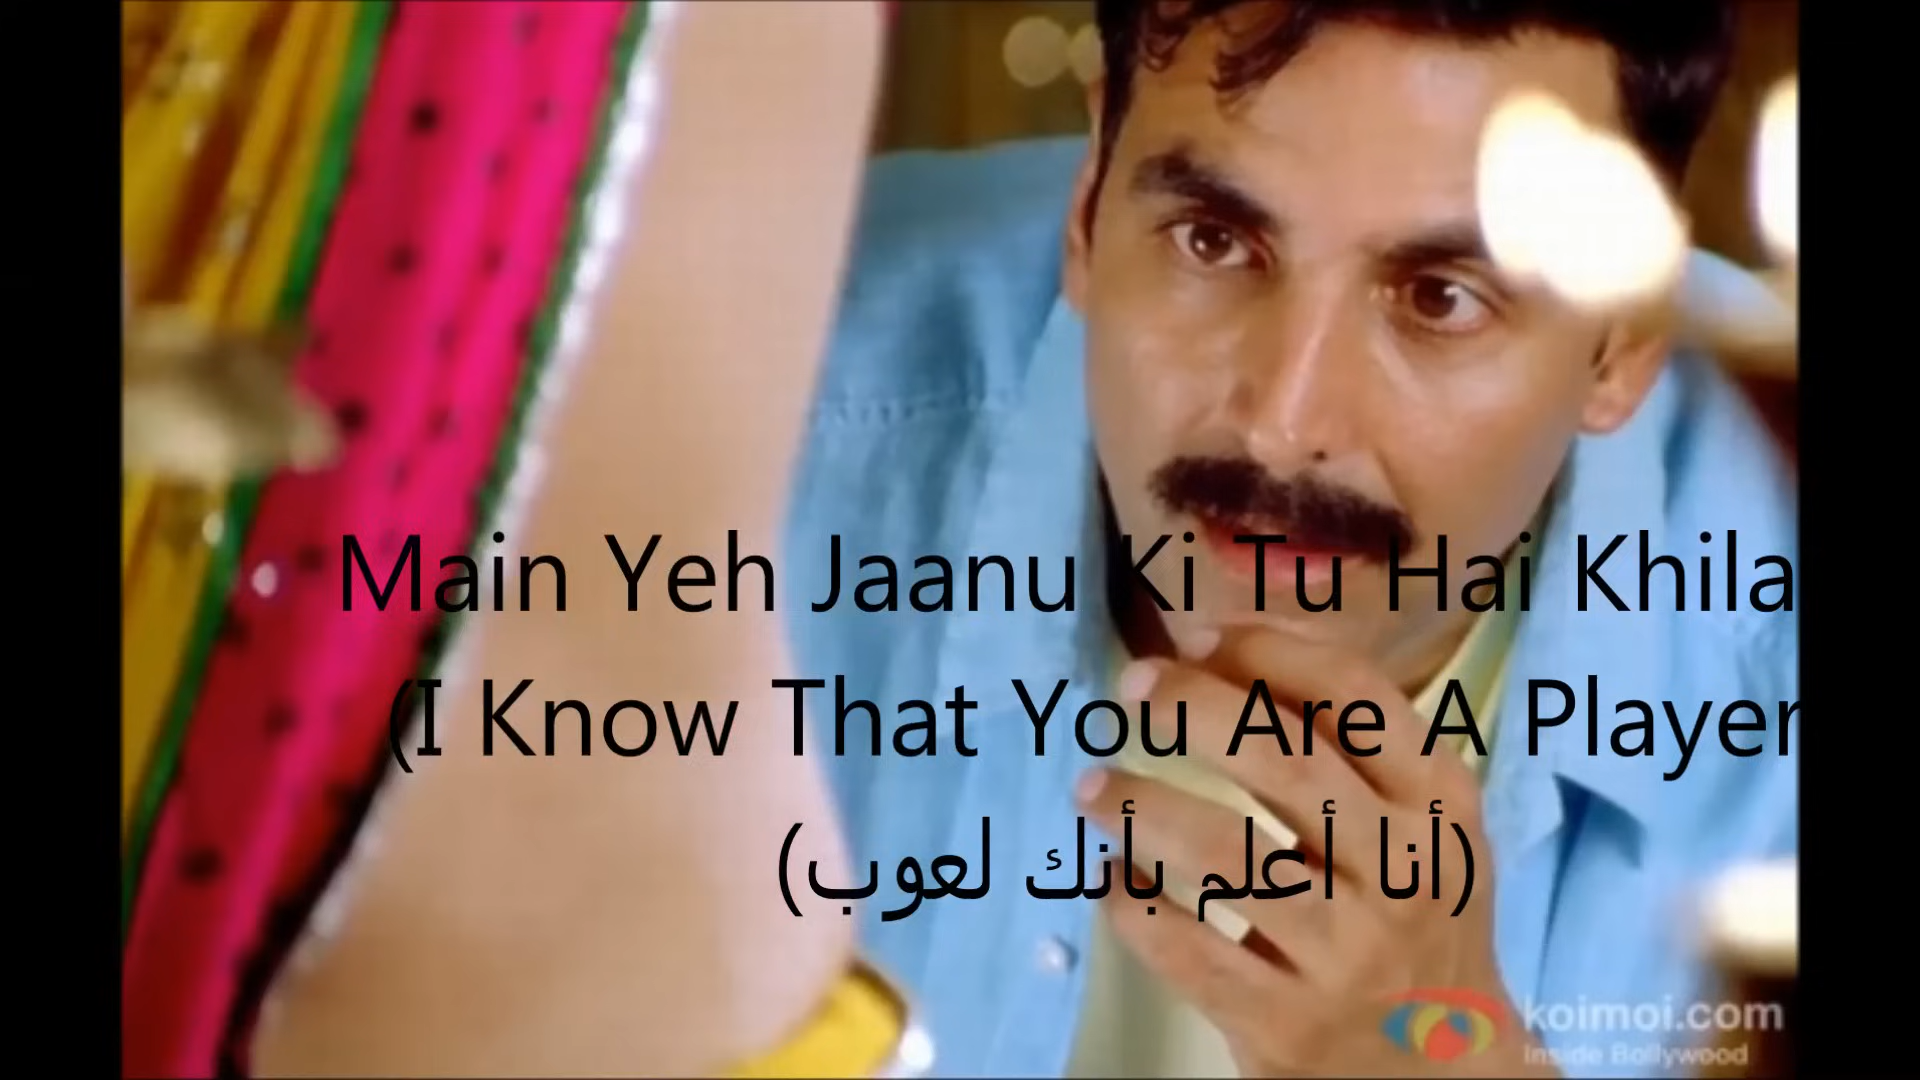 Main Yeh Jaanu Ki Tu Hai Khila
(I Know That You Are A Player
(أنا أعلم بأنك لعوب)
koimoi.com
Inside Bollywood